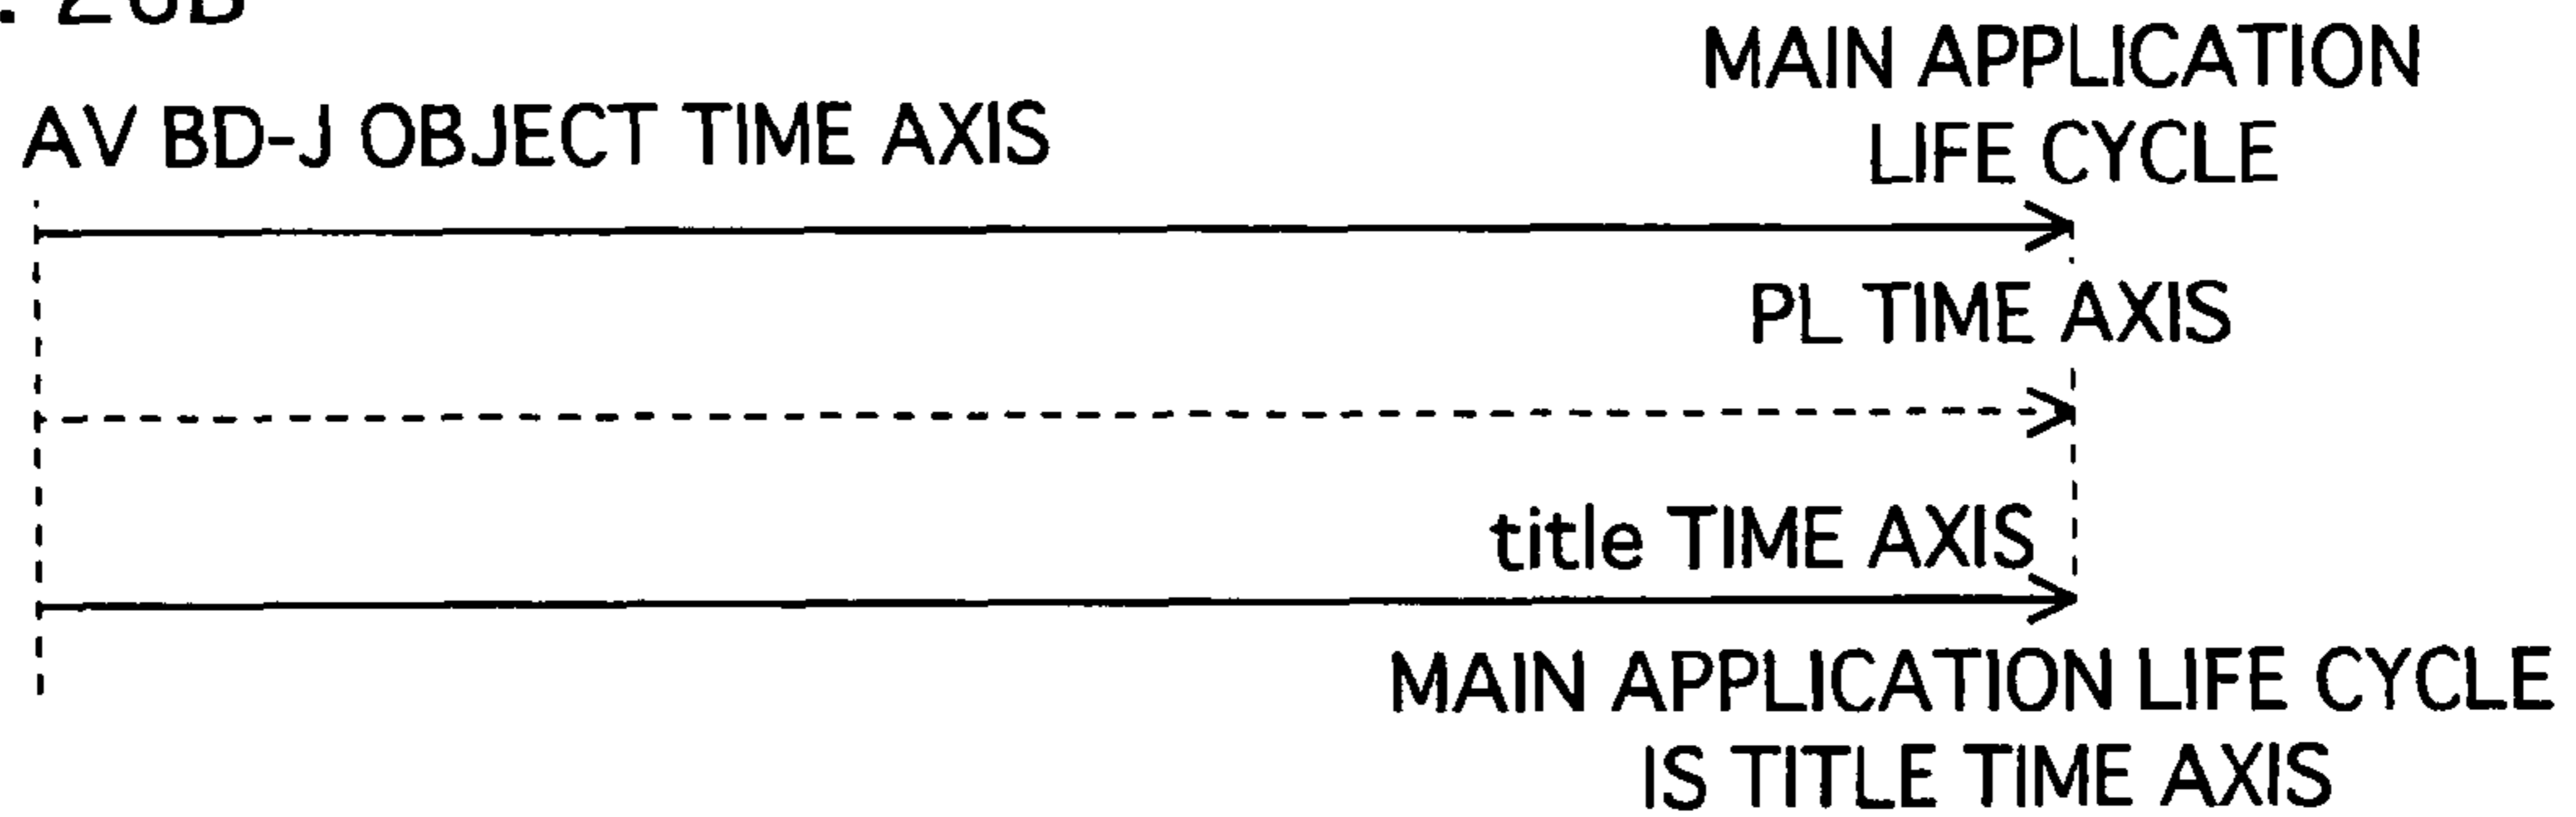 AV BD-J OBJECT TIME AXIS
MAIN APPLICATION
LIFE CYCLE
PL TIME AXIS
title TIME AXIS
MAIN APPLICATION LIFE CYCLE
IS TITLE TIME AXIS